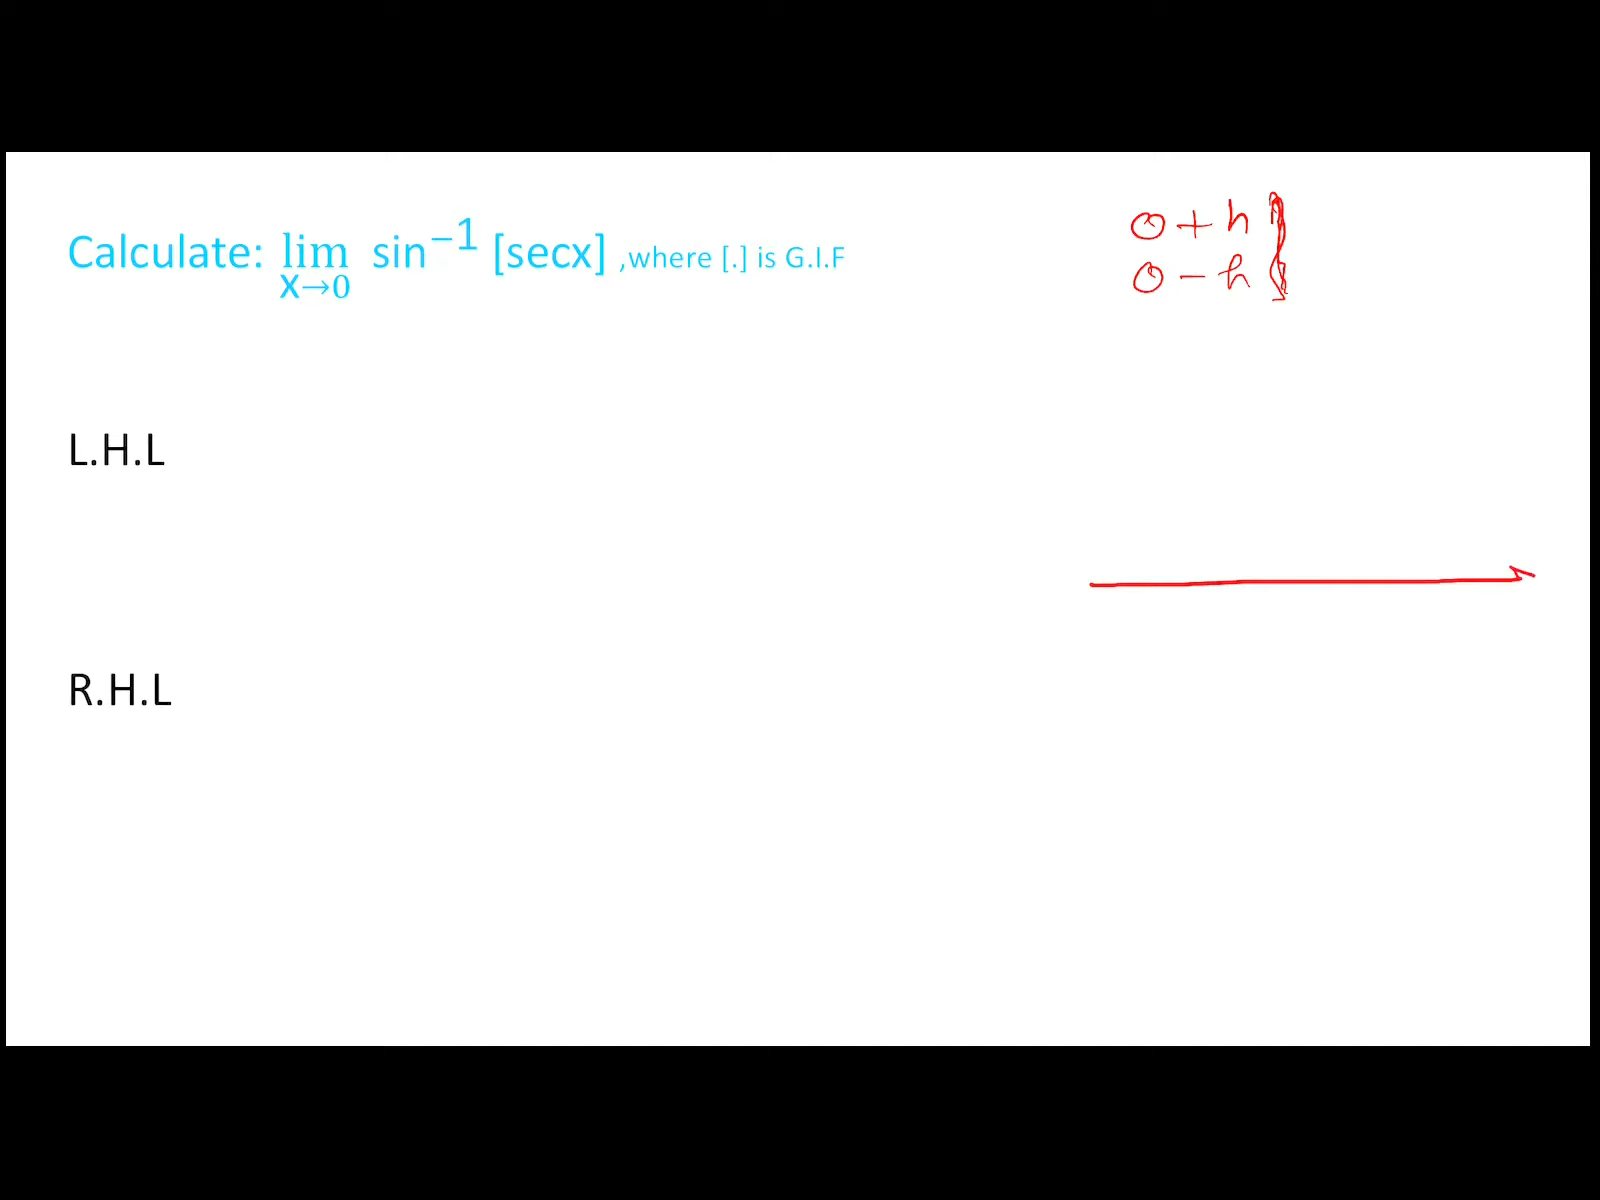 Calculate: lim x→0 sin⁻¹ [secx] ,where [.] is G.I.F
0 + h
0 - h
L.H.L
R.H.L